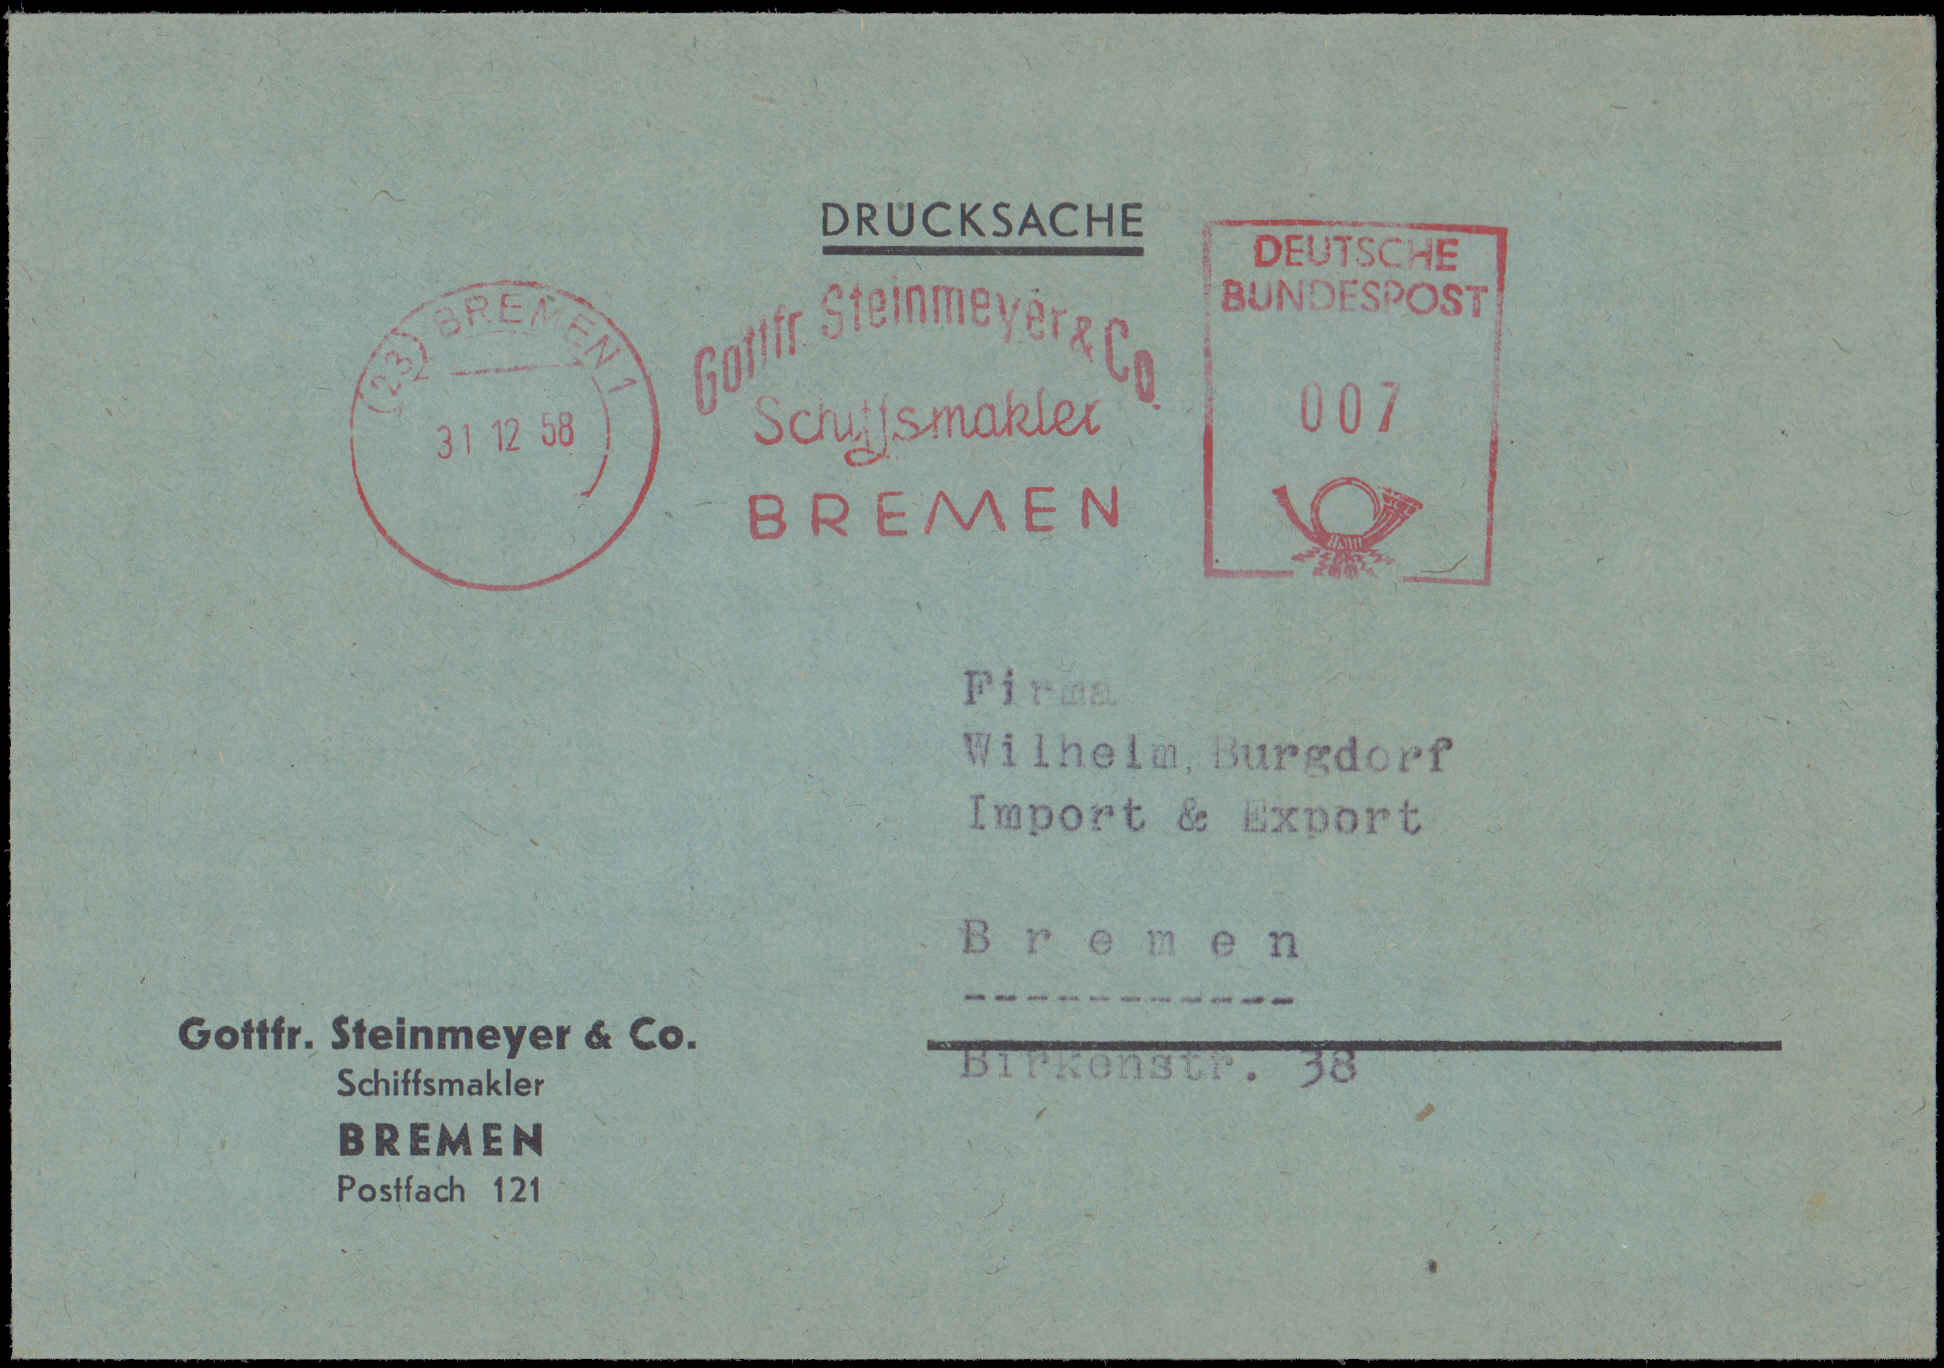 DRUCKSACHE
(23) BREMEN 1
31 12 58
Gottfr. Steinmeyer & Co.
Schiffsmakler
BREMEN
DEUTSCHE
BUNDESPOST
007
Firma
Wilhelm, Burgdorf
Import & Export
Bremen
-----------
Birkenstr. 38
Gottfr. Steinmeyer & Co.
Schiffsmakler
BREMEN
Postfach 121